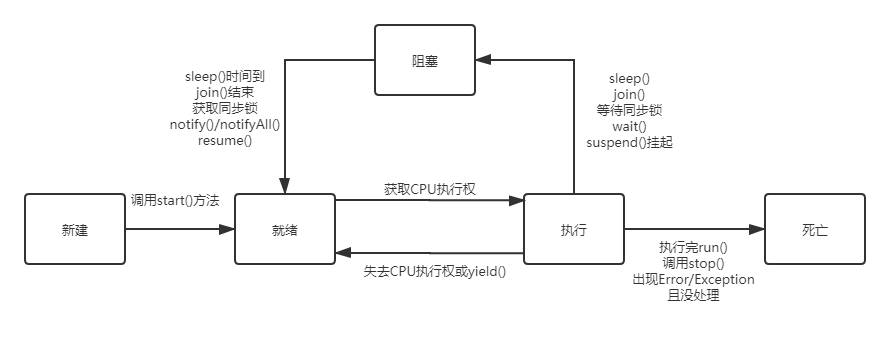 阻塞
sleep()时间到
join()结束
获取同步锁
notify()/notifyAll()
resume()
sleep()
join()
等待同步锁
wait()
suspend()挂起
新建
调用start()方法
就绪
获取CPU执行权
失去CPU执行权或yield()
执行
执行完run()
调用stop()
出现Error/Exception
且没处理
死亡